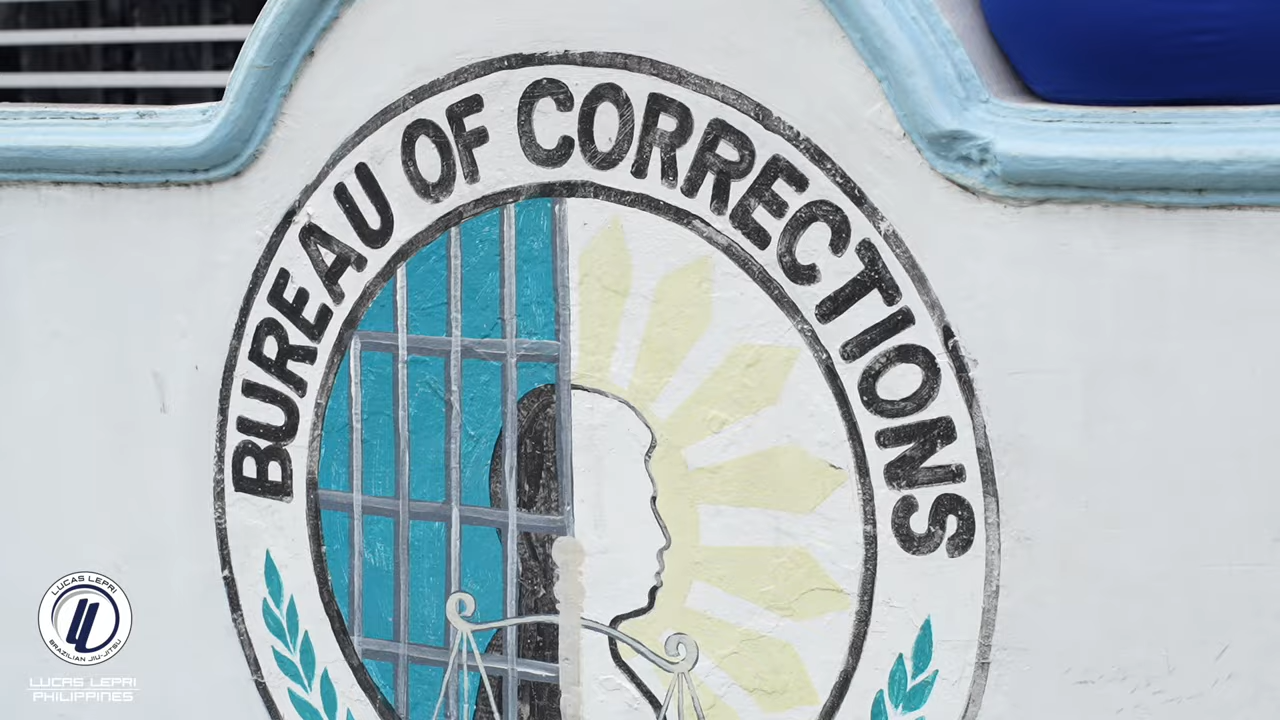 BUREAU OF CORRECTIONS
LUCAS LEPRI
BRAZILIAN JIU-JITSU
LUCAS LEPRI
PHILIPPINES